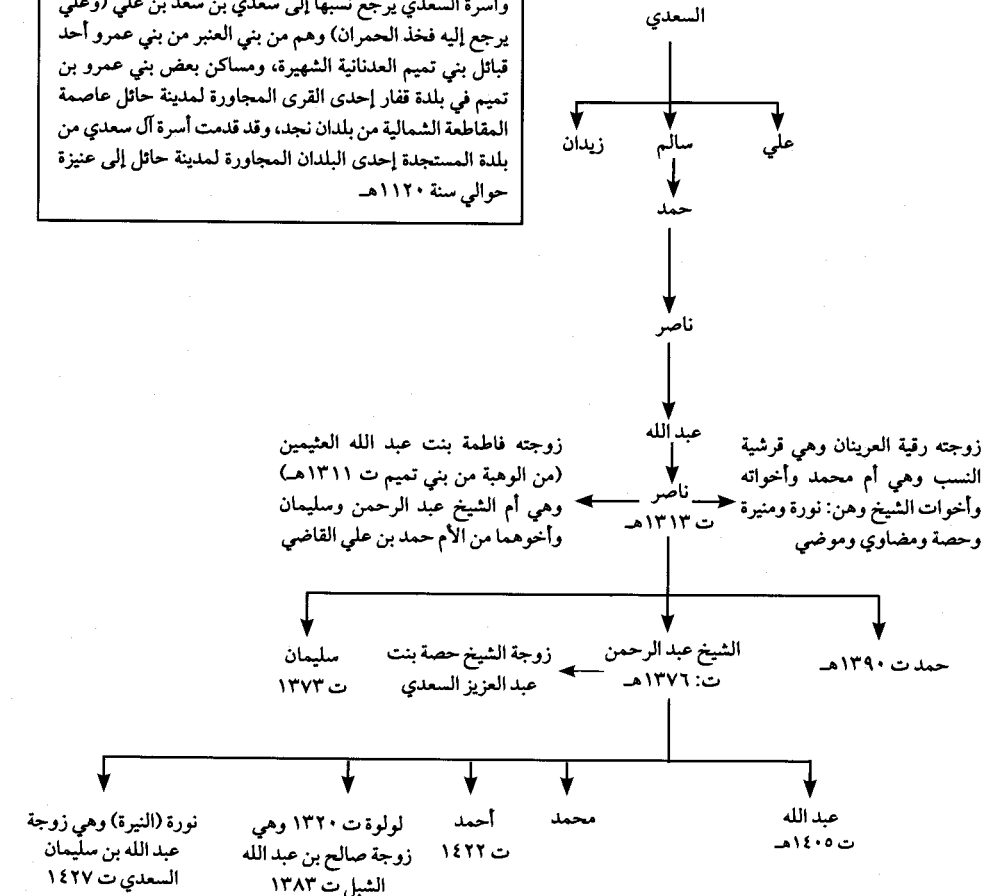 السعدي
وأسرة السعدي يرجع نسبها إلى سعدي بن سعد بن علي (وعلي
يرجع إليه فخذ الحمران) وهم من بني العنبر من بني عمرو أحد
قبائل بني تميم العدنانية الشهيرة، ومساكن بعض بني عمرو بن
تميم في بلدة قفار إحدى القرى المجاورة لمدينة حائل عاصمة
المقاطعة الشمالية من بلدان نجد، وقد قدمت أسرة آل سعدي من
بلدة المستجدة إحدى البلدان المجاورة لمدينة حائل إلى عنيزة
حوالي سنة ١١٢٠هـ
علي
سالم
زيدان
حمد
ناصر
عبد الله
ناصر
ت ١٣١٣هـ
زوجته رقية العرينان وهي قرشية
النسب وهي أم محمد وأخواته
وأخوات الشيخ وهن: نورة ومنيرة
وحصة ومضاوي وموضي
زوجته فاطمة بنت عبد الله العثيمين
(من الوهبة من بني تميم ت ١٣١١هـ)
وهي أم الشيخ عبد الرحمن وسليمان
وأخوهما من الأم حمد بن علي القاضي
حمد ت ١٣٩٠هـ
الشيخ عبد الرحمن
ت: ١٣٧٦هـ
زوجة الشيخ حصة بنت
عبد العزيز السعدي
سليمان
ت ١٣٧٣
عبد الله
ت ١٤٠٥هـ
محمد
أحمد
ت ١٤٢٢
لولوة ت ١٣٢٠ وهي
زوجة صالح بن عبد الله
الشبل ت ١٣٨٣
نورة (النيرة) وهي زوجة
عبد الله بن سليمان
السعدي ت ١٤٢٧